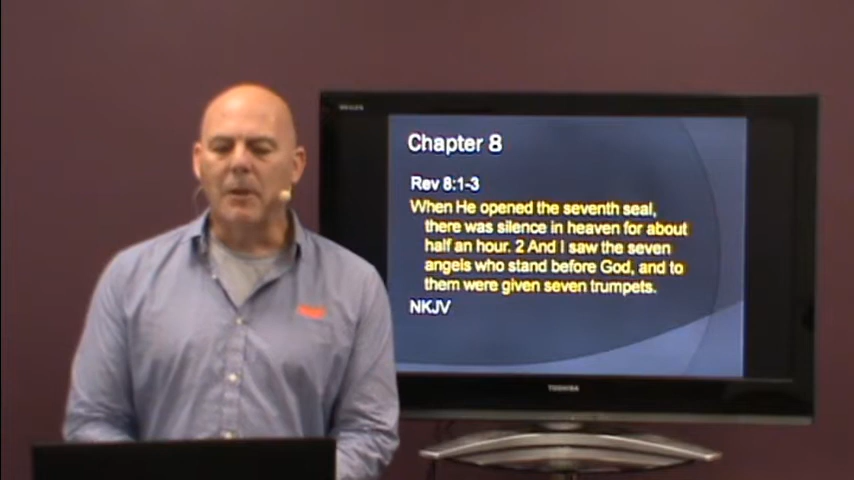 Chapter 8
Rev 8:1-3
When He opened the seventh seal,
there was silence in heaven for about
half an hour. 2 And I saw the seven
angels who stand before God, and to
them were given seven trumpets.
NKJV
TOSHIBA